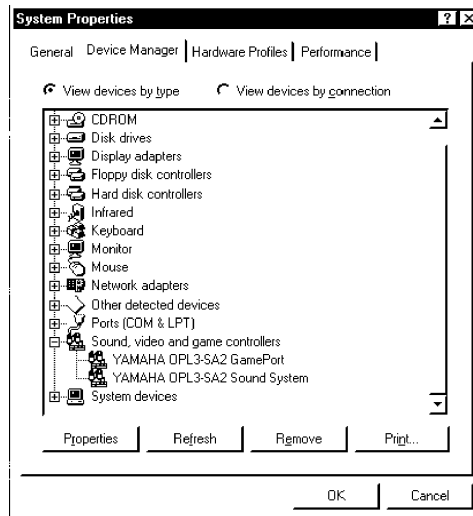 System Properties
General Device Manager Hardware Profiles Performance
View devices by type View devices by connection
CDROM
Disk drives
Display adapters
Floppy disk controllers
Hard disk controllers
Infrared
Keyboard
Monitor
Mouse
Network adapters
Other detected devices
Ports (COM & LPT)
Sound, video and game controllers
YAMAHA OPL3-SA2 GamePort
YAMAHA OPL3-SA2 Sound System
System devices
Properties Refresh Remove Print...
OK Cancel